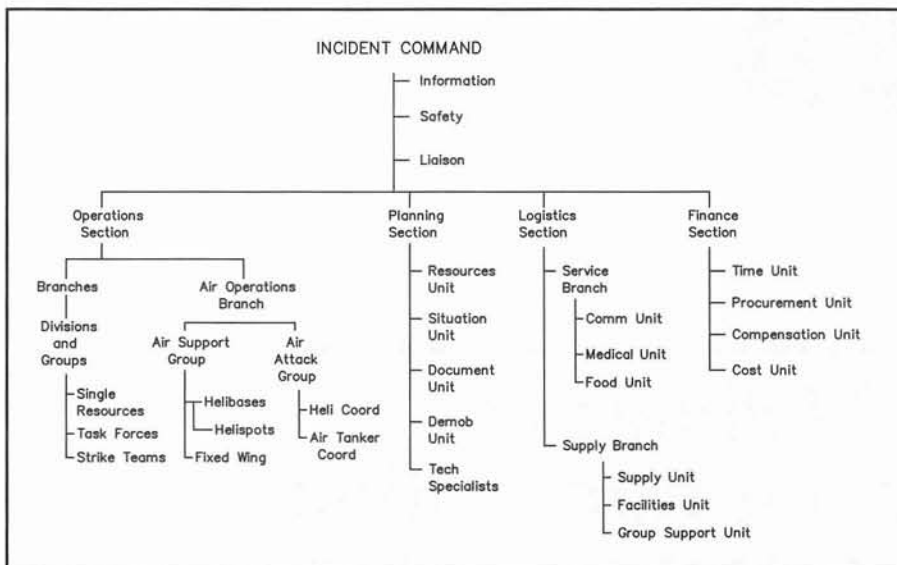 INCIDENT COMMAND
Information
Safety
Liaison
Operations
Section
Branches
Air Operations
Branch
Divisions
and
Groups
Single
Resources
Task Forces
Strike Teams
Air Support
Group
Helibases
Helispots
Fixed Wing
Air
Attack
Group
Heli Coord
Air Tanker
Coord
Planning
Section
Resources
Unit
Situation
Unit
Document
Unit
Demob
Unit
Tech
Specialists
Logistics
Section
Service
Branch
Comm Unit
Medical Unit
Food Unit
Supply Branch
Supply Unit
Facilities Unit
Group Support Unit
Finance
Section
Time Unit
Procurement Unit
Compensation Unit
Cost Unit